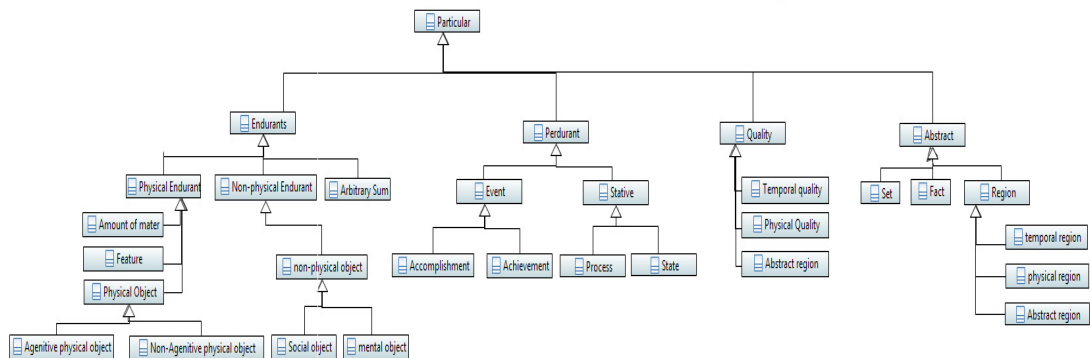 Particular
Endurants
Perdurant
Quality
Abstract
Physical Endurant
Non-physical Endurant
Arbitrary Sum
Event
Stative
Temporal quality
Set
Fact
Region
Amount of mater
Physical Quality
Feature
non-physical object
Accomplishment
Achievement
Process
State
Abstract region
temporal region
physical region
Physical Object
Abstract region
Agenitive physical object
Non-Agenitive physical object
Social object
mental object